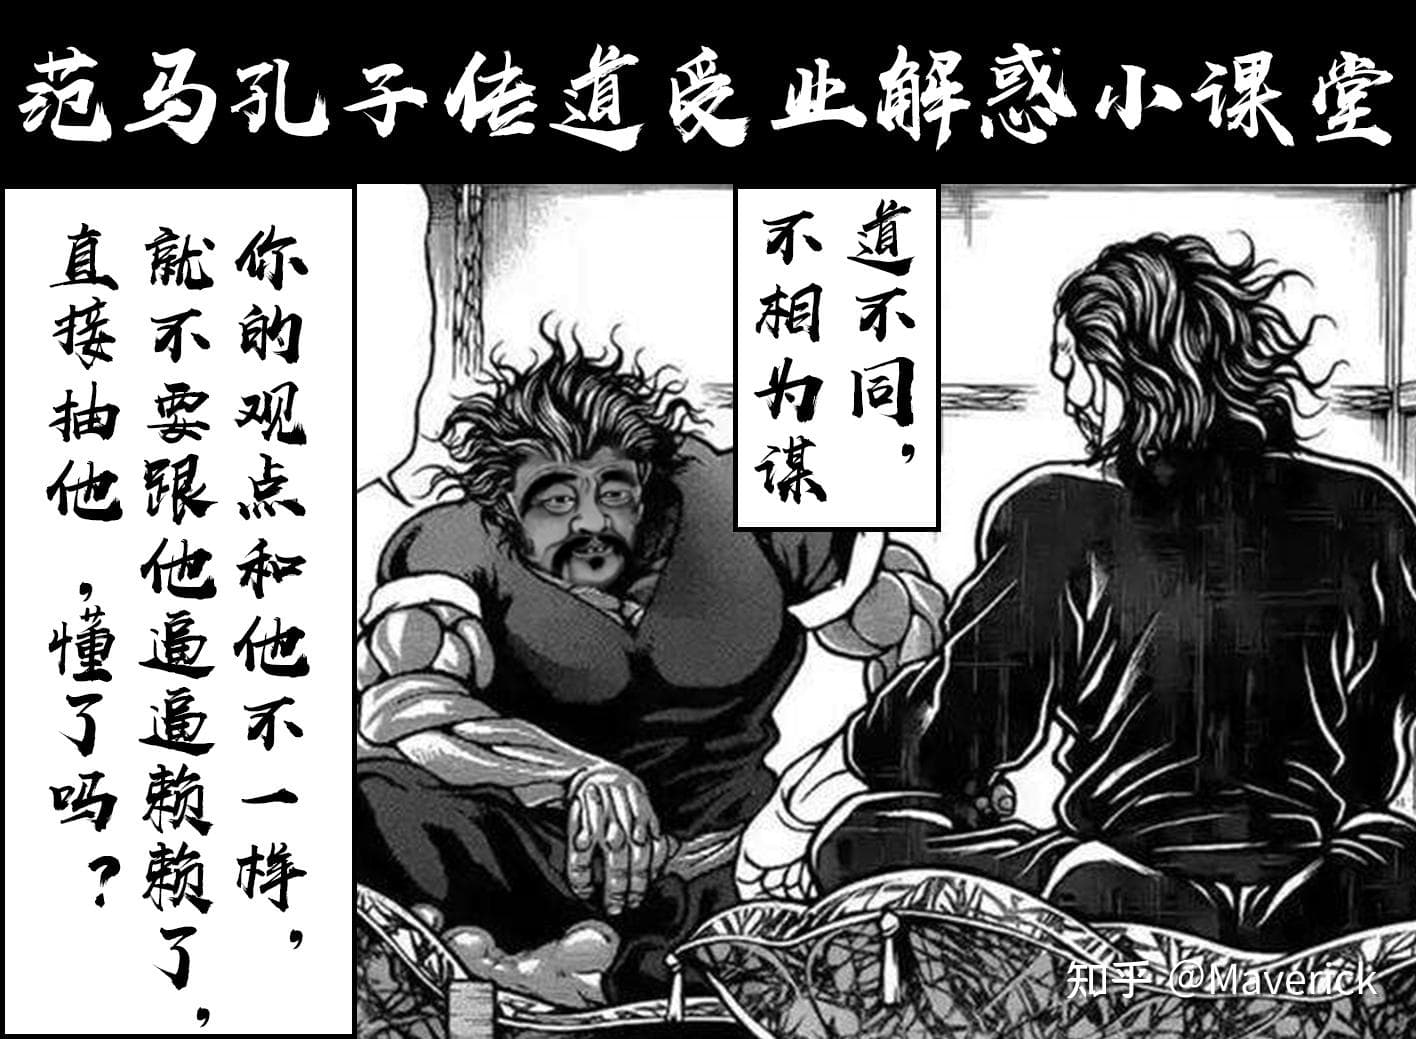 范马孔子传道受业解惑小课堂
道不同，
不相为谋
你的观点和他不一样，
就不要跟他逼逼赖赖了，
直接抽他，懂了吗？
知乎 @Maverick